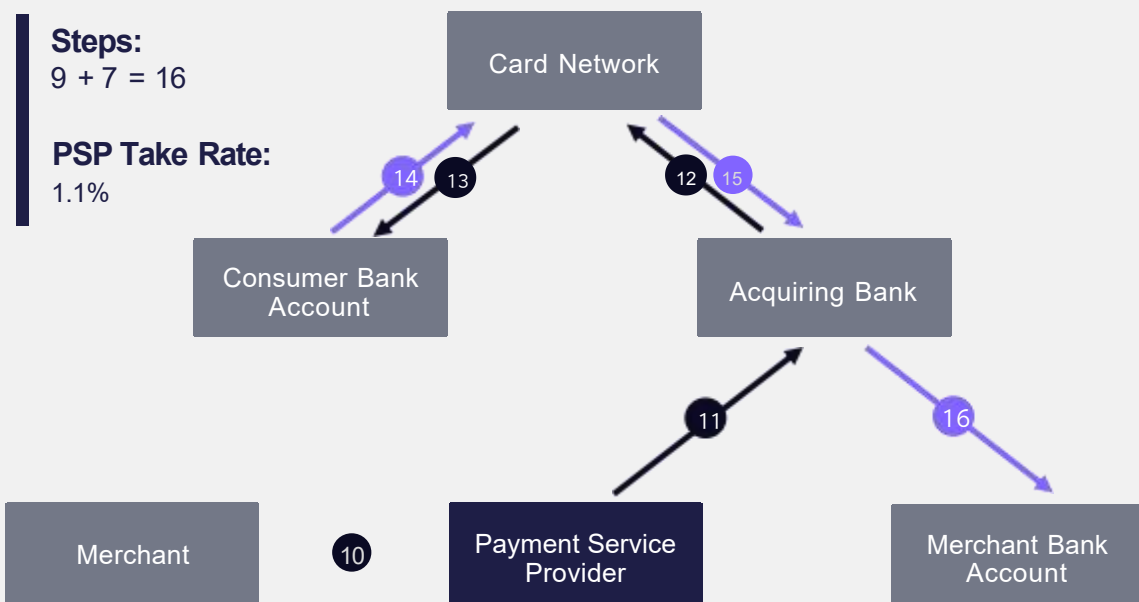 Steps:
9 + 7 = 16
PSP Take Rate:
1.1%
Card Network
14
13
12
15
Consumer Bank
Account
Acquiring Bank
11
16
Merchant
10
Payment Service
Provider
Merchant Bank
Account